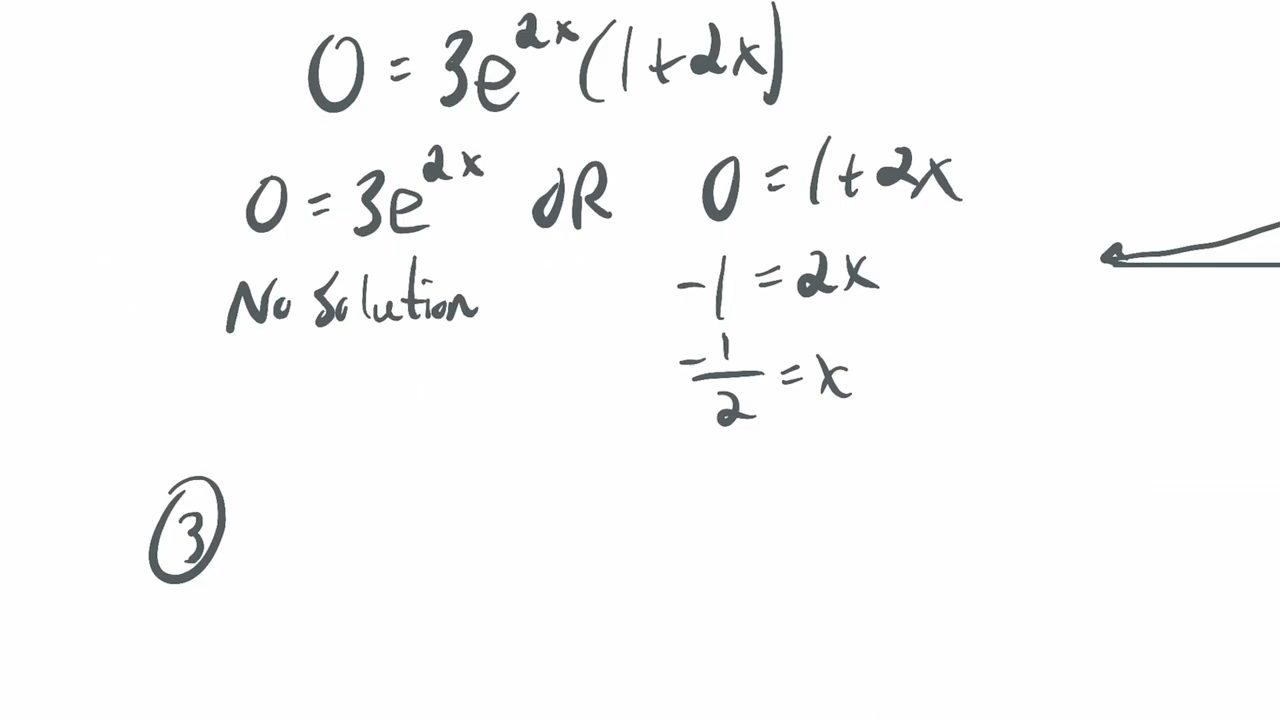 0 = 3e^{2x}(1+2x)
0 = 3e^{2x} OR 0 = 1+2x
No Solution -1 = 2x
-1/2 = x
③